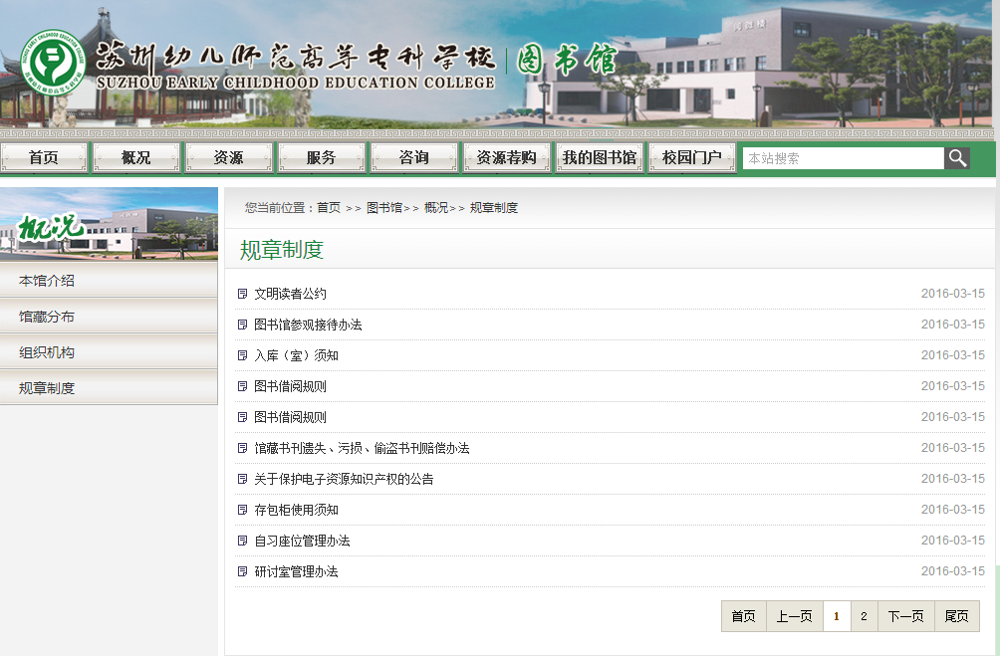 苏州幼儿师范高等专科学校 图书馆
SUZHOU EARLY CHILDHOOD EDUCATION COLLEGE
首页 概况 资源 服务 咨询 资源荐购 我的图书馆 校园门户 本站搜索
概况
本馆介绍
馆藏分布
组织机构
规章制度
您当前位置：首页 >> 图书馆>> 概况>> 规章制度
规章制度
文明读者公约 2016-03-15
图书馆参观接待办法 2016-03-15
入库（室）须知 2016-03-15
图书借阅规则 2016-03-15
图书借阅规则 2016-03-15
馆藏书刊遗失、污损、偷盗书刊赔偿办法 2016-03-15
关于保护电子资源知识产权的公告 2016-03-15
存包柜使用须知 2016-03-15
自习座位管理办法 2016-03-15
研讨室管理办法 2016-03-15
首页 上一页 1 2 下一页 尾页